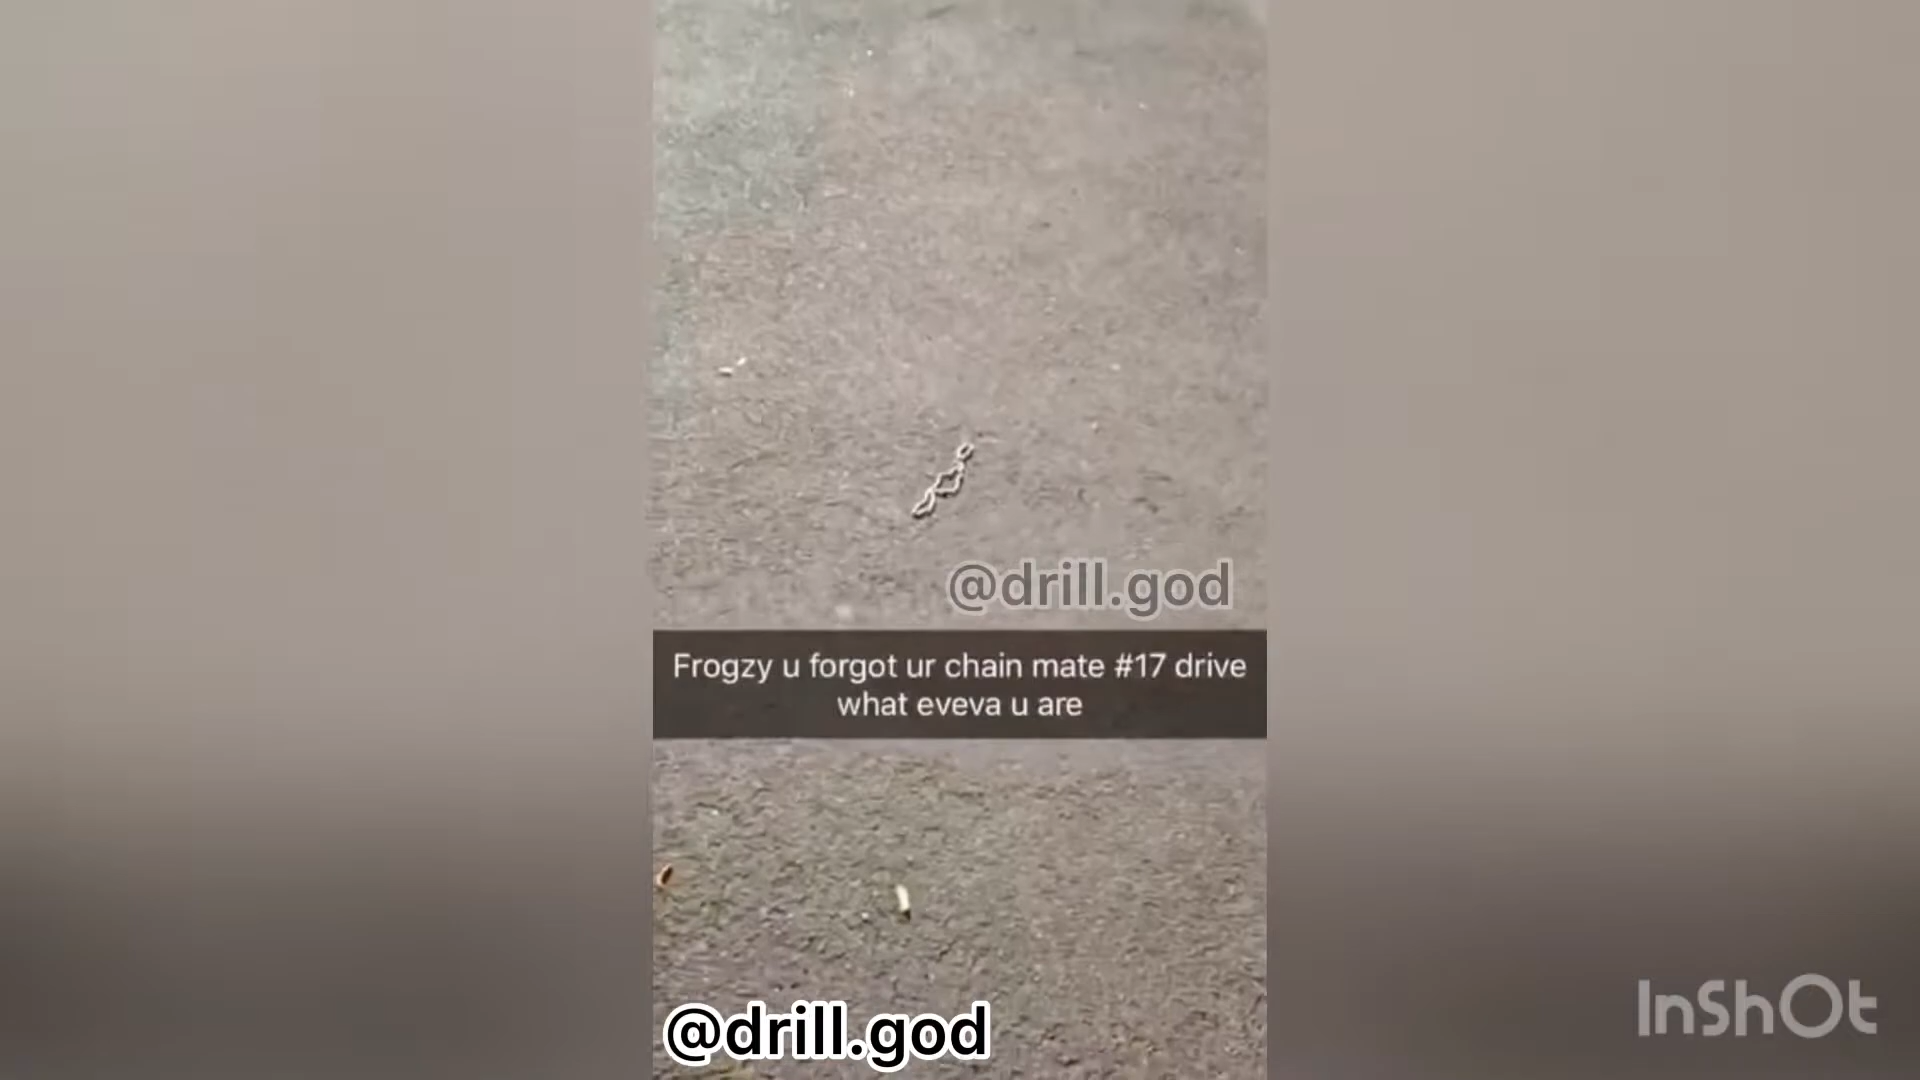 @drill.god
Frogzy u forgot ur chain mate #17 drive
what eveva u are
@drill.god
InShOt